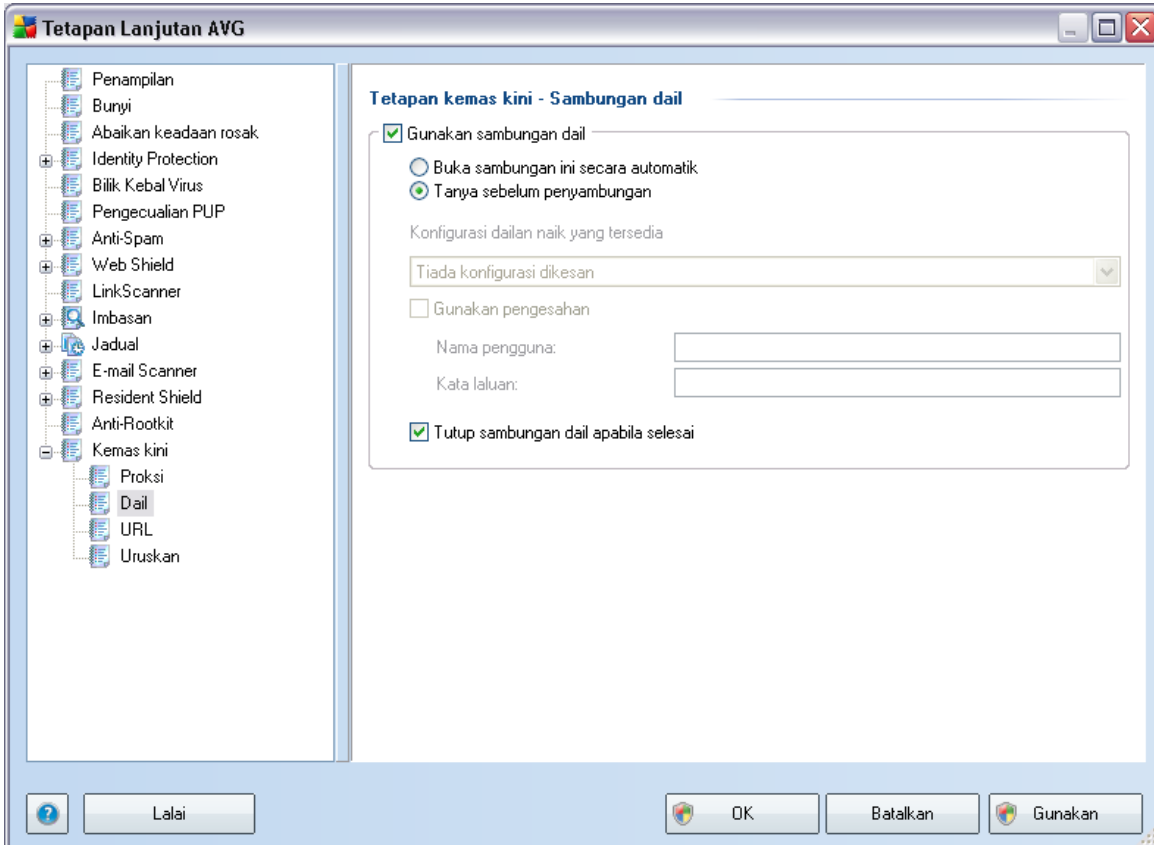 Tetapan Lanjutan AVG
Penampilan
Bunyi
Abaikan keadaan rosak
Identity Protection
Bilik Kebal Virus
Pengecualian PUP
Anti-Spam
Web Shield
LinkScanner
Imbasan
Jadual
E-mail Scanner
Resident Shield
Anti-Rootkit
Kemas kini
Proksi
Dail
URL
Uruskan
Tetapan kemas kini - Sambungan dail
Gunakan sambungan dail
Buka sambungan ini secara automatik
Tanya sebelum penyambungan
Konfigurasi dailan naik yang tersedia
Tiada konfigurasi dikesan
Gunakan pengesahan
Nama pengguna:
Kata laluan:
Tutup sambungan dail apabila selesai
Lalai
OK
Batalkan
Gunakan